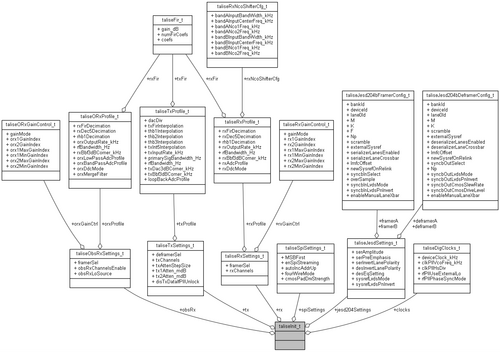 taliseFir_t
+ gain_dB
+ numFirCoefs
+ coefs
taliseRxNcoShifterCfg_t
+ bandAInputBandWidth_kHz
+ bandAInputCenterFreq_kHz
+ bandANco1Freq_kHz
+ bandANco2Freq_kHz
+ bandBInputBandWidth_kHz
+ bandBInputCenterFreq_kHz
+ bandBNco1Freq_kHz
+ bandBNco2Freq_kHz
+rxFir
+txFir
+rxFir
+rxNcoShifterCfg
taliseORxGainControl_t
+ gainMode
+ orx1GainIndex
+ orx2GainIndex
+ orx1MaxGainIndex
+ orx1MinGainIndex
+ orx2MaxGainIndex
+ orx2MinGainIndex
taliseORxProfile_t
+ rxFirDecimation
+ rxDec5Decimation
+ rhb1Decimation
+ orxOutputRate_kHz
+ rfBandwidth_Hz
+ rxBbf3dBCorner_kHz
+ orxLowPassAdcProfile
+ orxBandPassAdcProfile
+ orxDdcMode
+ orxMergeFilter
taliseTxProfile_t
+ dacDiv
+ txFirInterpolation
+ thb1Interpolation
+ thb2Interpolation
+ thb3Interpolation
+ txInt5Interpolation
+ txInputRate_kHz
+ primarySigBandwidth_Hz
+ rfBandwidth_Hz
+ txDac3dBCorner_kHz
+ txBbf3dBCorner_kHz
+ loopBackAdcProfile
taliseRxProfile_t
+ rxFirDecimation
+ rxDec5Decimation
+ rhb1Decimation
+ rxOutputRate_kHz
+ rfBandwidth_Hz
+ rxBbf3dBCorner_kHz
+ rxAdcProfile
+ rxDdcMode
taliseRxGainControl_t
+ gainMode
+ rx1GainIndex
+ rx2GainIndex
+ rx1MaxGainIndex
+ rx1MinGainIndex
+ rx2MaxGainIndex
+ rx2MinGainIndex
taliseJesd204bFramerConfig_t
+ bankId
+ deviceId
+ lane0Id
+ M
+ K
+ F
+ Np
+ scramble
+ externalSysref
+ serializerLanesEnabled
+ serializerLaneCrossbar
+ lmfcOffset
+ newSysrefOnRelink
+ syncbInSelect
+ overSample
+ syncbInLvdsMode
+ syncbInLvdsPnInvert
+ enableManualLaneXbar
taliseJesd204bDeframerConfig_t
+ bankId
+ deviceId
+ lane0Id
+ M
+ K
+ scramble
+ externalSysref
+ deserializerLanesEnabled
+ deserializerLaneCrossbar
+ lmfcOffset
+ newSysrefOnRelink
+ syncbOutSelect
+ Np
+ syncbOutLvdsMode
+ syncbOutLvdsPnInvert
+ syncbOutCmosSlewRate
+ syncbOutCmosDriveLevel
+ enableManualLaneXbar
+orxGainCtrl
+orxProfile
+txProfile
+rxProfile
+rxGainCtrl
+framerA
+framerB
+deframerA
+deframerB
taliseObsRxSettings_t
+ framerSel
+ obsRxChannelsEnable
+ obsRxLoSource
taliseTxSettings_t
+ deframerSel
+ txChannels
+ txAttenStepSize
+ tx1Atten_mdB
+ tx2Atten_mdB
+ disTxDataIfPllUnlock
taliseRxSettings_t
+ framerSel
+ rxChannels
taliseSpiSettings_t
+ MSBFirst
+ enSpiStreaming
+ autoIncAddrUp
+ fourWireMode
+ cmosPadDrvStrength
taliseJesdSettings_t
+ serAmplitude
+ serPreEmphasis
+ serInvertLanePolarity
+ desInvertLanePolarity
+ desEqSetting
+ sysrefLvdsMode
+ sysrefLvdsPnInvert
taliseDigClocks_t
+ deviceClock_kHz
+ clkPllVcoFreq_kHz
+ clkPllHsDiv
+ rfPllUseExternalLo
+ rfPllPhaseSyncMode
+obsRx
+tx
+rx
+spiSettings
+jesd204Settings
+clocks
taliseInit_t